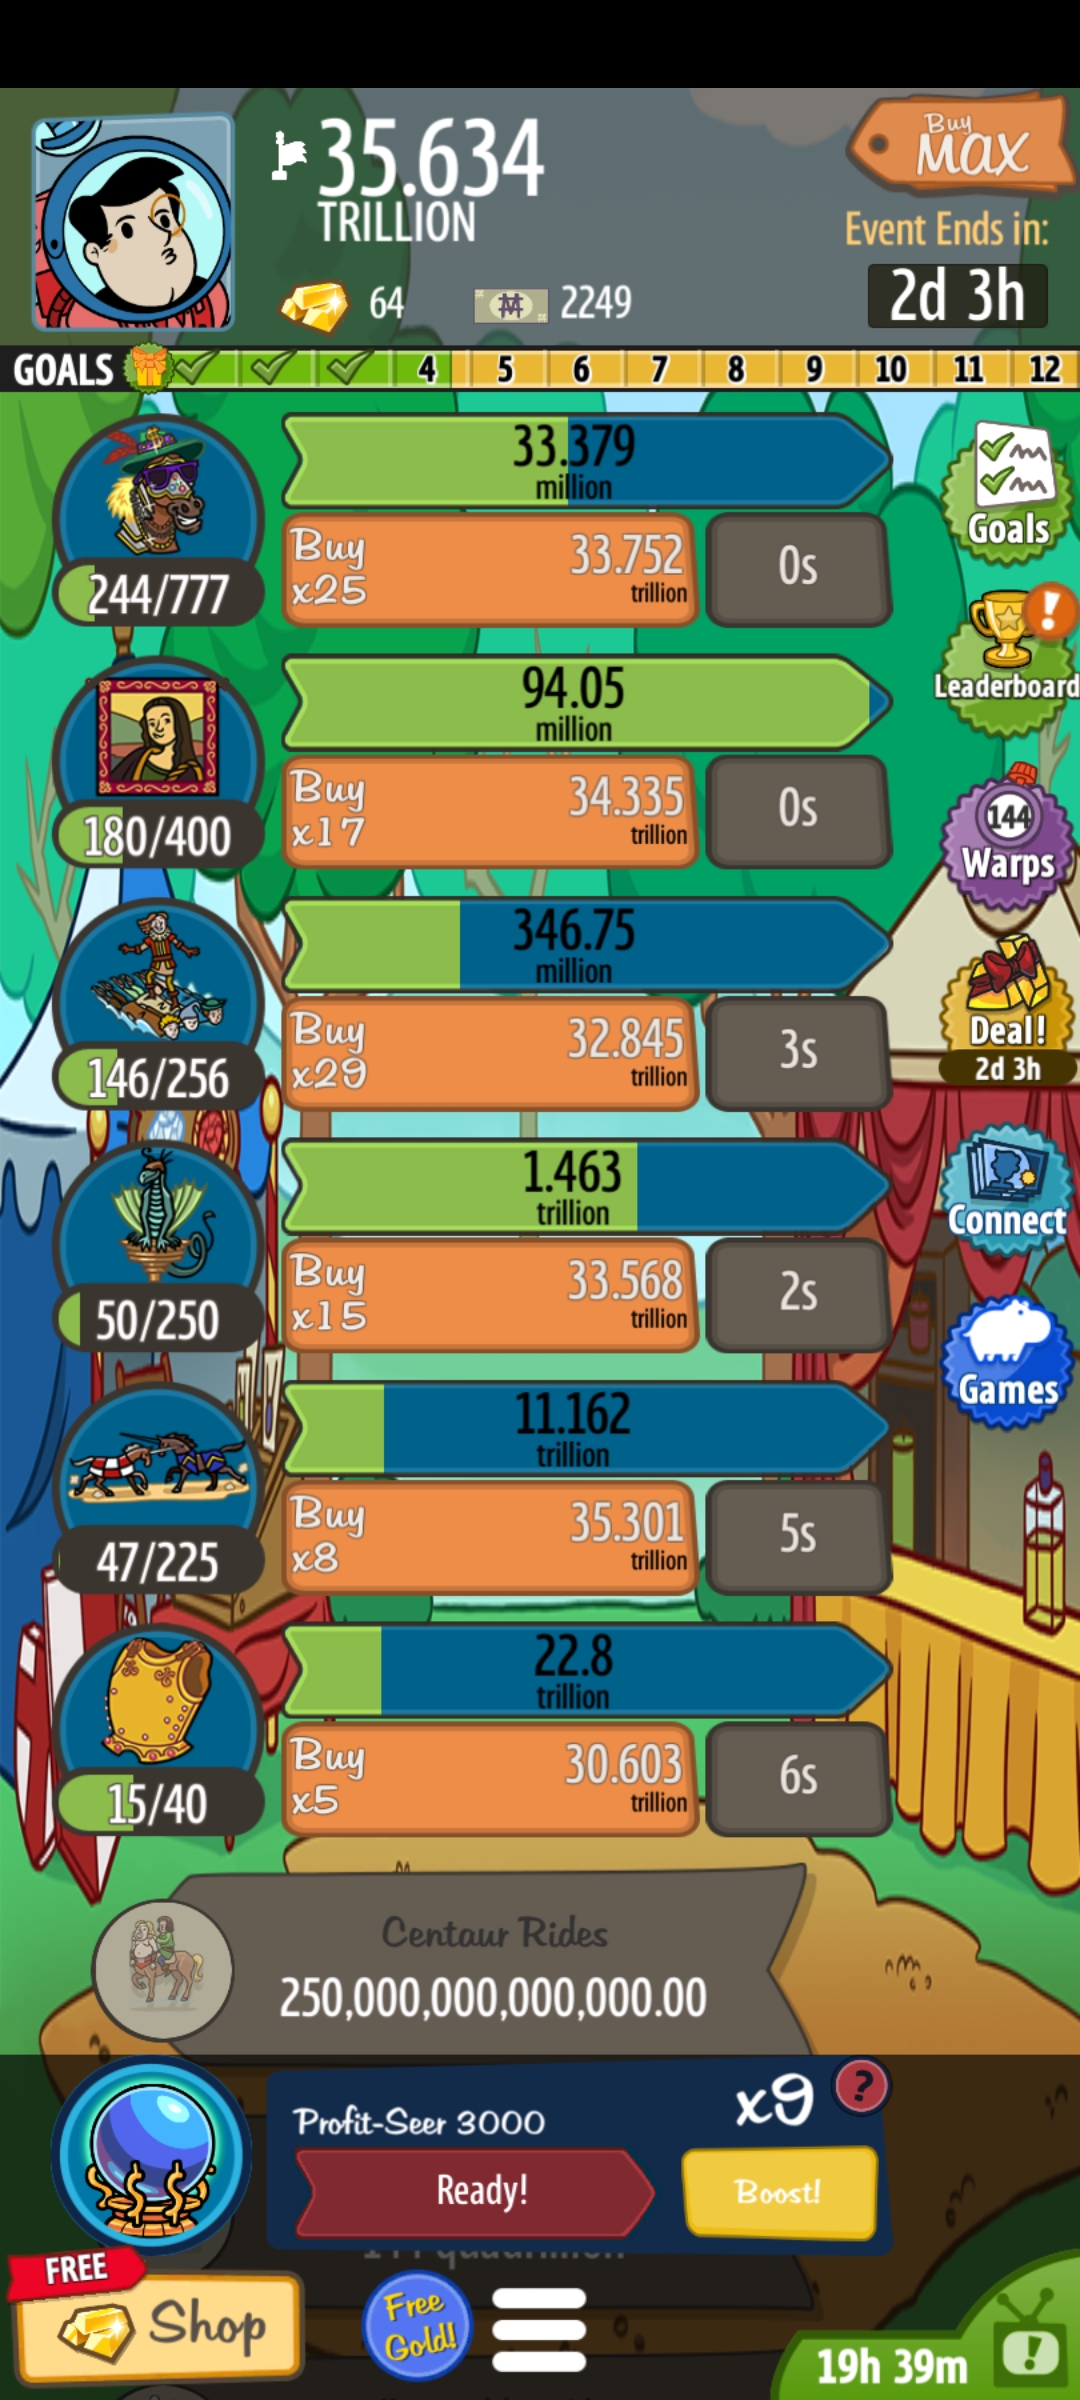 35.634
TRILLION
64
2249
Buy
MAX
Event Ends in:
2d 3h
GOALS 4 5 6 7 8 9 10 11 12
33.379
million
Buy
x25
33.752
trillion
0s
244/777
Goals
!
Leaderboard
94.05
million
Buy
x17
34.335
trillion
0s
180/400
144
Warps
346.75
million
Buy
x29
32.845
trillion
3s
146/256
Deal!
2d 3h
1.463
trillion
Buy
x15
33.568
trillion
2s
50/250
Connect
Games
11.162
trillion
Buy
x8
35.301
trillion
5s
47/225
22.8
trillion
Buy
x5
30.603
trillion
6s
15/40
Centaur Rides
250,000,000,000,000.00
Profit-Seer 3000
x9
?
Ready!
Boost!
FREE
Shop
Free
Gold!
19h 39m
!